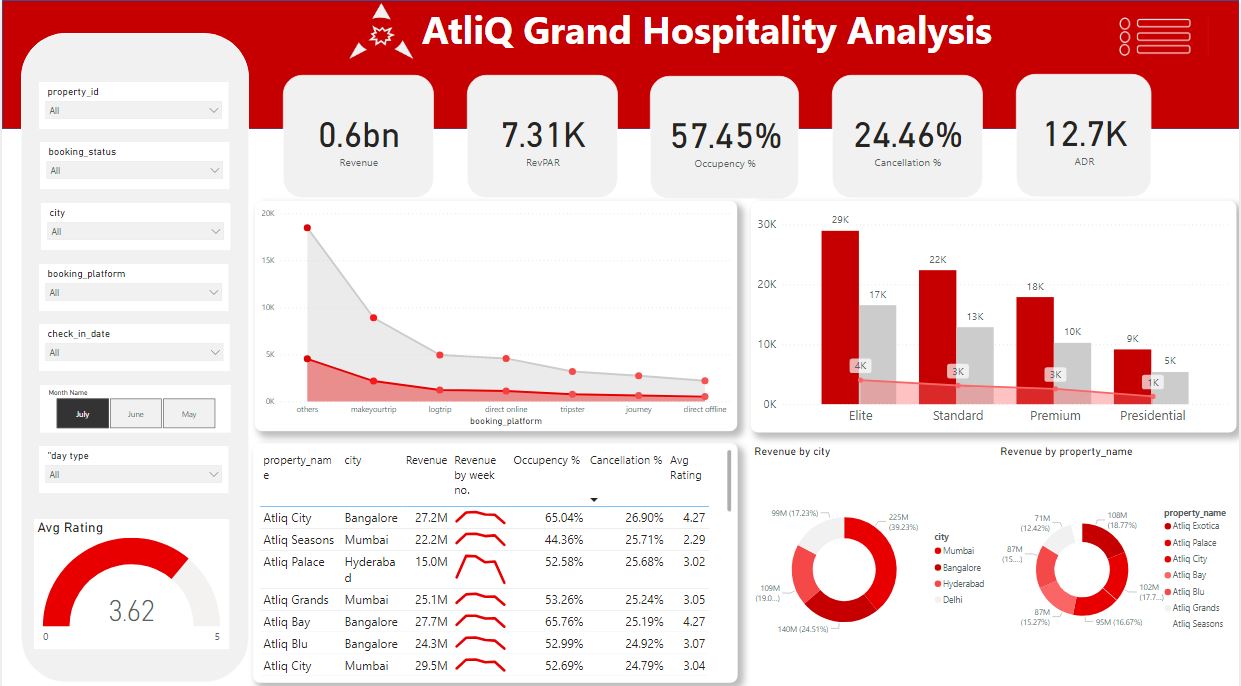 AtliQ Grand Hospitality Analysis
property_id
All
booking_status
All
city
All
booking_platform
All
check_in_date
All
Month Name
July
June
May
"day type
All
Avg Rating
3.62
0
5
0.6bn
Revenue
7.31K
RevPAR
57.45%
Occupency %
24.46%
Cancellation %
12.7K
ADR
20K
15K
10K
5K
0K
others
makeyourtrip
logtrip
direct online
tripster
journey
direct offline
booking_platform
30K
20K
10K
0K
29K
17K
4K
22K
13K
3K
18K
10K
3K
9K
5K
1K
Elite
Standard
Premium
Presidential
property_nam
e
city
Revenue
Revenue
by week
no.
Occupency %
Cancellation %
Avg
Rating
Atliq City Bangalore 27.2M 65.04% 26.90% 4.27
Atliq Seasons Mumbai 22.2M 44.36% 25.71% 2.29
Atliq Palace Hyderaba 15.0M 52.58% 25.68% 3.02
d
Atliq Grands Mumbai 25.1M 53.26% 25.24% 3.05
Atliq Bay Bangalore 27.7M 65.76% 25.19% 4.27
Atliq Blu Bangalore 24.3M 52.99% 24.92% 3.07
Atliq City Mumbai 29.5M 52.69% 24.79% 3.04
Revenue by city
99M (17.23%)
225M
(39.23%)
109M
(19.0...)
140M (24.51%)
city
Mumbai
Bangalore
Hyderabad
Delhi
Revenue by property_name
71M
(12.42%)
108M
(18.77%)
87M
(15....)
102M
(17.7...)
87M
(15.27%)
95M (16.67%)
property_name
Atliq Exotica
Atliq Palace
Atliq City
Atliq Bay
Atliq Blu
Atliq Grands
Atliq Seasons